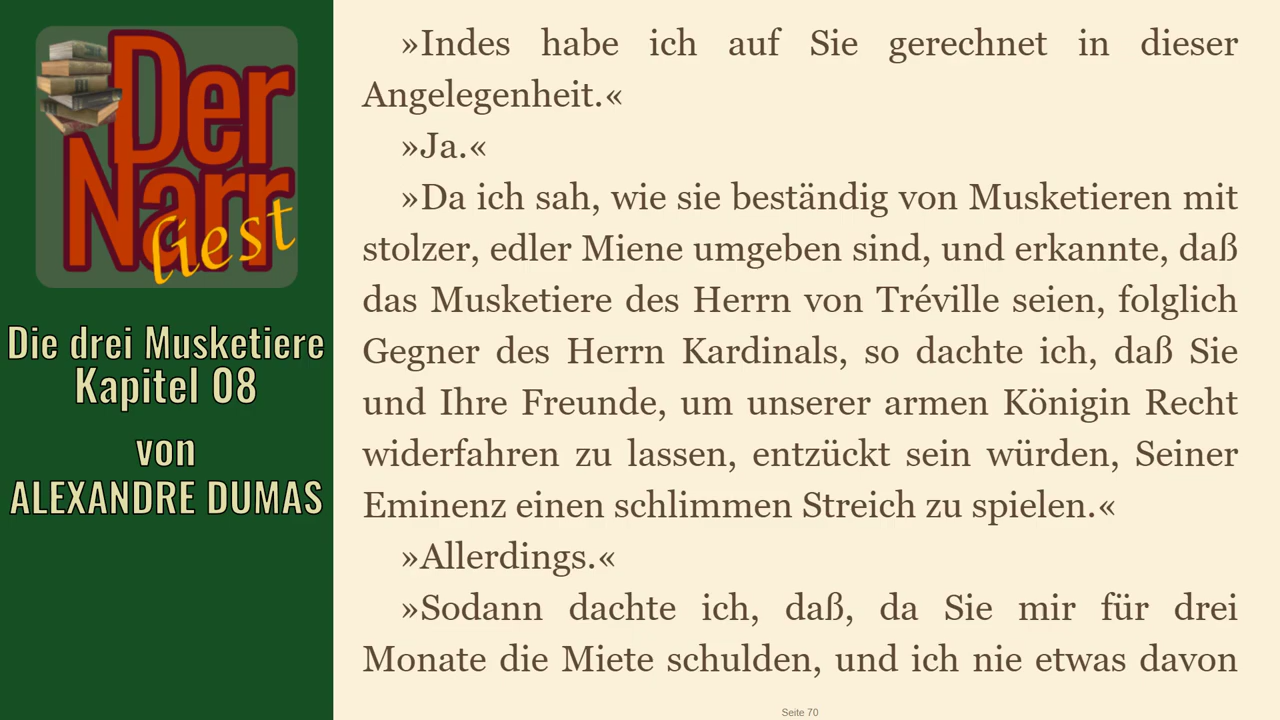 Der
Narr
liest
Die drei Musketiere
Kapitel 08
von
ALEXANDRE DUMAS
»Indes habe ich auf Sie gerechnet in dieser
Angelegenheit.«
»Ja.«
»Da ich sah, wie sie beständig von Musketieren mit
stolzer, edler Miene umgeben sind, und erkannte, daß
das Musketiere des Herrn von Tréville seien, folglich
Gegner des Herrn Kardinals, so dachte ich, daß Sie
und Ihre Freunde, um unserer armen Königin Recht
widerfahren zu lassen, entzückt sein würden, Seiner
Eminenz einen schlimmen Streich zu spielen.«
»Allerdings.«
»Sodann dachte ich, daß, da Sie mir für drei
Monate die Miete schulden, und ich nie etwas davon
Seite 70